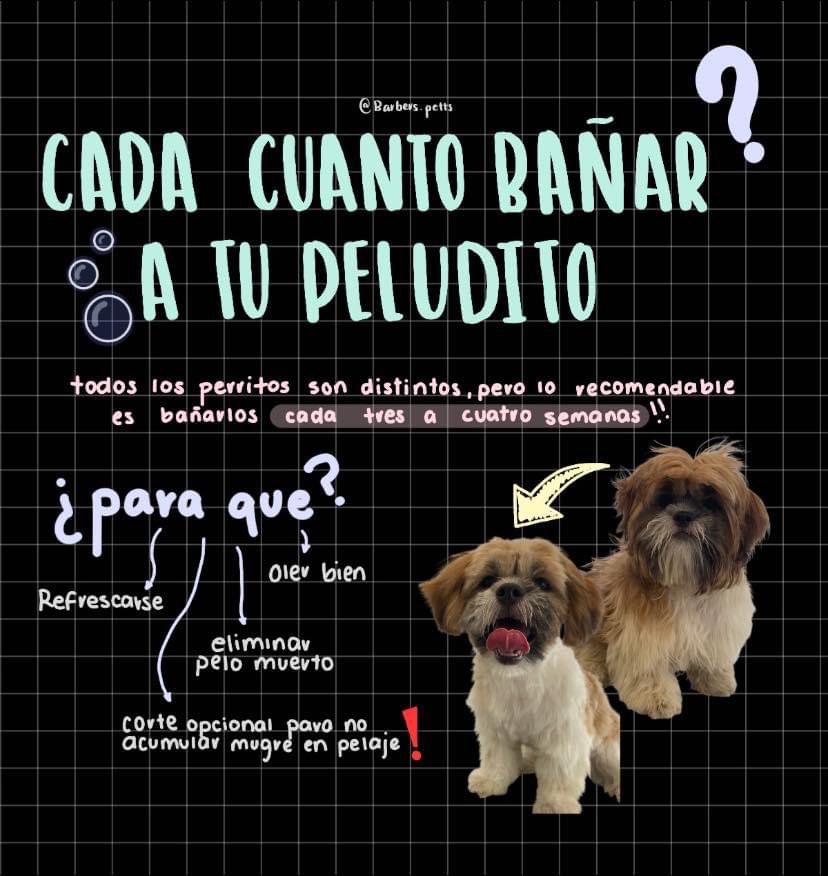 @Barbers.petts
?
CADA CUANTO BAÑAR
A TU PELUDITO
todos los perritos son distintos, pero lo recomendable
es bañarlos cada tres a cuatro semanas!!
¿para que?
Oler bien
Refrescarse
eliminar
pelo muerto
corte opcional para no
acumular mugre en pelaje!